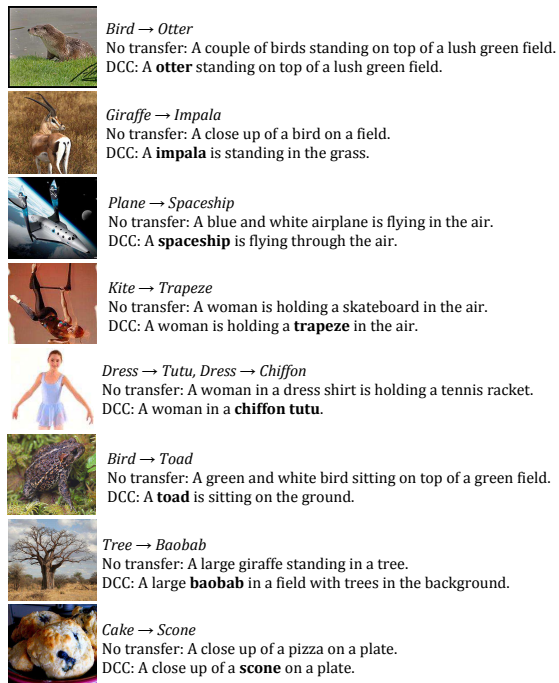 Bird → Otter
No transfer: A couple of birds standing on top of a lush green field.
DCC: A otter standing on top of a lush green field.
Giraffe → Impala
No transfer: A close up of a bird on a field.
DCC: A impala is standing in the grass.
Plane → Spaceship
No transfer: A blue and white airplane is flying in the air.
DCC: A spaceship is flying through the air.
Kite → Trapeze
No transfer: A woman is holding a skateboard in the air.
DCC: A woman is holding a trapeze in the air.
Dress → Tutu, Dress → Chiffon
No transfer: A woman in a dress shirt is holding a tennis racket.
DCC: A woman in a chiffon tutu.
Bird → Toad
No transfer: A green and white bird sitting on top of a green field.
DCC: A toad is sitting on the ground.
Tree → Baobab
No transfer: A large giraffe standing in a tree.
DCC: A large baobab in a field with trees in the background.
Cake → Scone
No transfer: A close up of a pizza on a plate.
DCC: A close up of a scone on a plate.